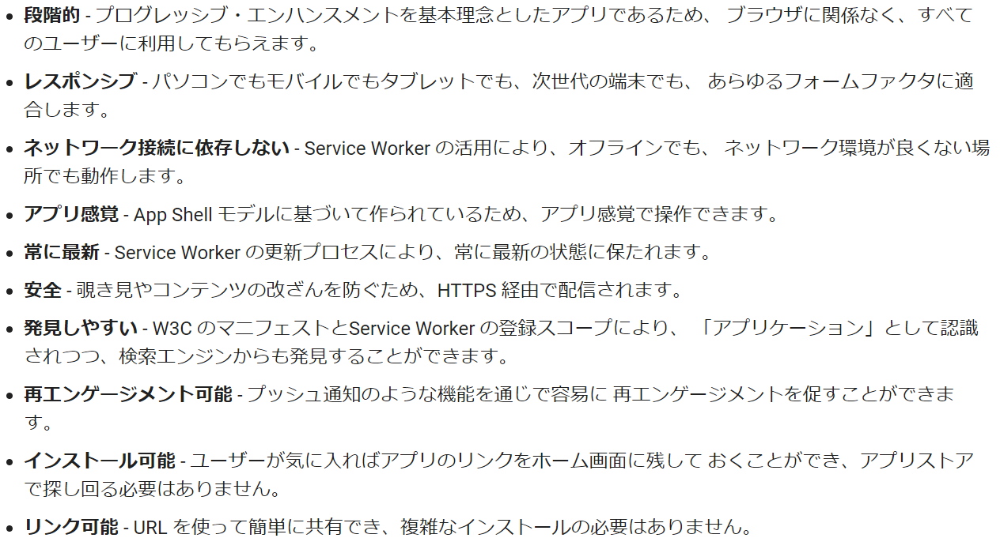 • 段階的 - プログレッシブ・エンハンスメントを基本理念としたアプリであるため、 ブラウザに関係なく、すべて
のユーザーに利用してもらえます。
• レスポンシブ - パソコンでもモバイルでもタブレットでも、次世代の端末でも、 あらゆるフォームファクタに適
合します。
• ネットワーク接続に依存しない - Service Worker の活用により、オフラインでも、 ネットワーク環境が良くない場
所でも動作します。
• アプリ感覚 - App Shell モデルに基づいて作られているため、アプリ感覚で操作できます。
• 常に最新 - Service Worker の更新プロセスにより、常に最新の状態に保たれます。
• 安全 - 覗き見やコンテンツの改ざんを防ぐため、HTTPS 経由で配信されます。
• 発見しやすい - W3C のマニフェストとService Worker の登録スコープにより、 「アプリケーション」として認識
されつつ、検索エンジンからも発見することができます。
• 再エンゲージメント可能 - プッシュ通知のような機能を通じで容易に 再エンゲージメントを促すことができま
す。
• インストール可能 - ユーザーが気に入ればアプリのリンクをホーム画面に残して おくことができ、アプリストア
で探し回る必要はありません。
• リンク可能 - URL を使って簡単に共有でき、複雑なインストールの必要はありません。